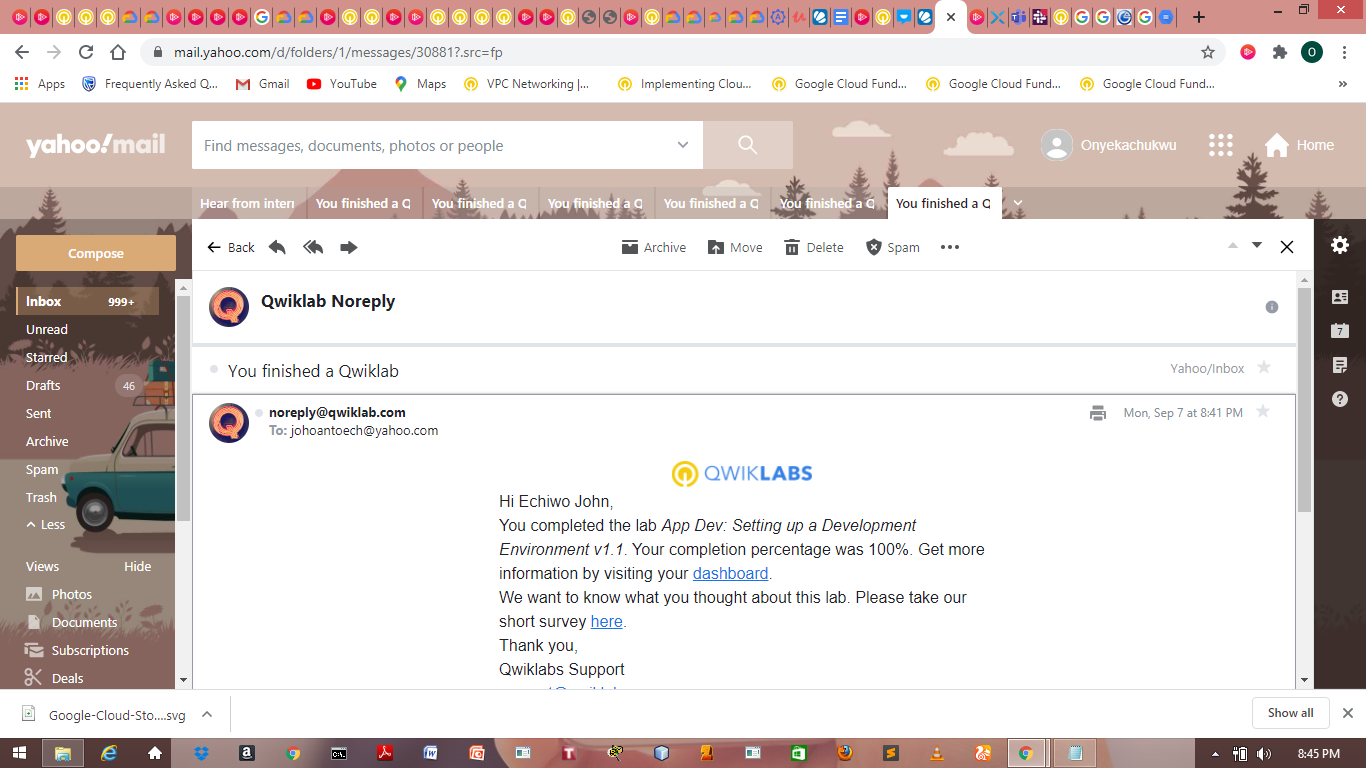 mail.yahoo.com/d/folders/1/messages/30881?.src=fp
O
Apps
Frequently Asked Q...
Gmail
YouTube
Maps
VPC Networking |...
Implementing Clou...
Google Cloud Fund...
Google Cloud Fund...
Google Cloud Fund...
»
yahoo!mail
Find messages, documents, photos or people
Onyekachukwu
Home
Hear from intern
You finished a Q
You finished a Q
You finished a Q
You finished a Q
You finished a Q
You finished a Q
Compose
Back
Archive
Move
Delete
Spam
Inbox 999+
Unread
Starred
Drafts 46
Sent
Archive
Spam
Trash
Less
Views Hide
Photos
Documents
Subscriptions
Deals
Qwiklab Noreply
You finished a Qwiklab
Yahoo/Inbox
noreply@qwiklab.com
Mon, Sep 7 at 8:41 PM
To: johoantoech@yahoo.com
QWIKLABS
Hi Echiwo John,
You completed the lab App Dev: Setting up a Development
Environment v1.1. Your completion percentage was 100%. Get more
information by visiting your dashboard.
We want to know what you thought about this lab. Please take our
short survey here.
Thank you,
Qwiklabs Support
7
Google-Cloud-Sto....svg
Show all
8:45 PM